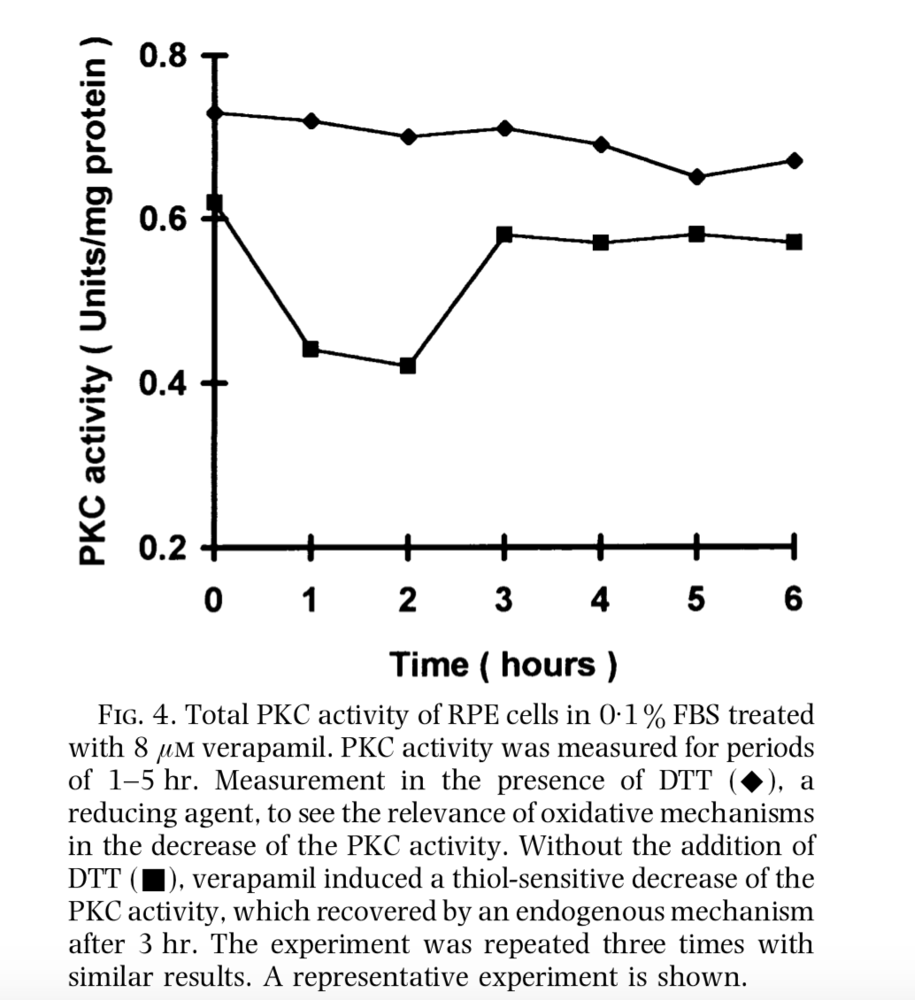 PKC activity ( Units/mg protein )
0.8
0.6
0.4
0.2
0 1 2 3 4 5 6
Time ( hours )
FIG. 4. Total PKC activity of RPE cells in 0·1% FBS treated
with 8 μM verapamil. PKC activity was measured for periods
of 1–5 hr. Measurement in the presence of DTT (◆), a
reducing agent, to see the relevance of oxidative mechanisms
in the decrease of the PKC activity. Without the addition of
DTT (■), verapamil induced a thiol-sensitive decrease of the
PKC activity, which recovered by an endogenous mechanism
after 3 hr. The experiment was repeated three times with
similar results. A representative experiment is shown.